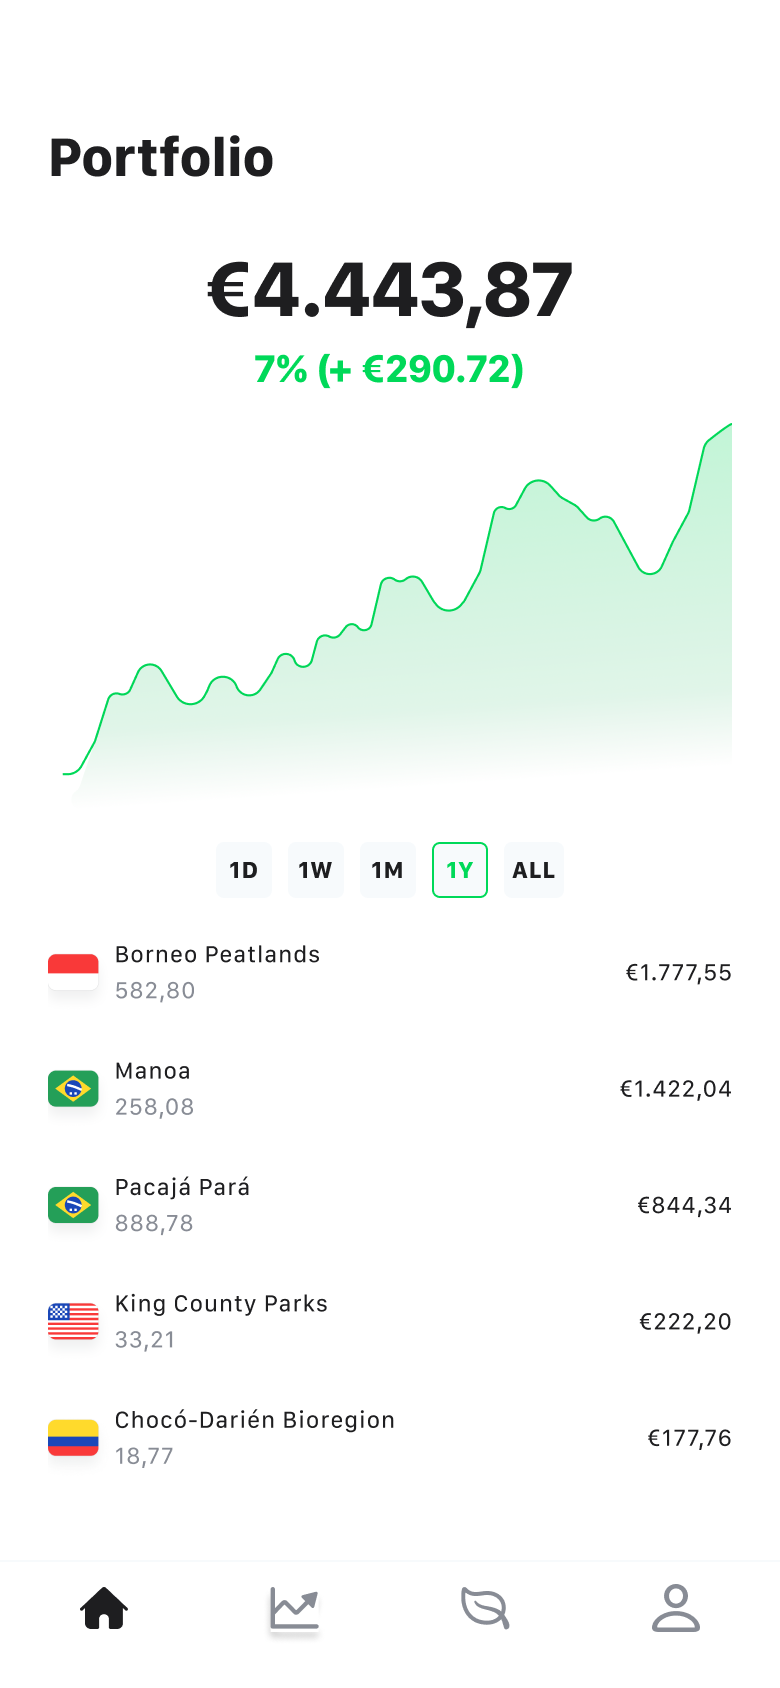 Portfolio
€4.443,87
7% (+ €290.72)
1D 1W 1M 1Y ALL
Borneo Peatlands
582,80
€1.777,55
Manoa
258,08
€1.422,04
Pacajá Pará
888,78
€844,34
King County Parks
33,21
€222,20
Chocó-Darién Bioregion
18,77
€177,76